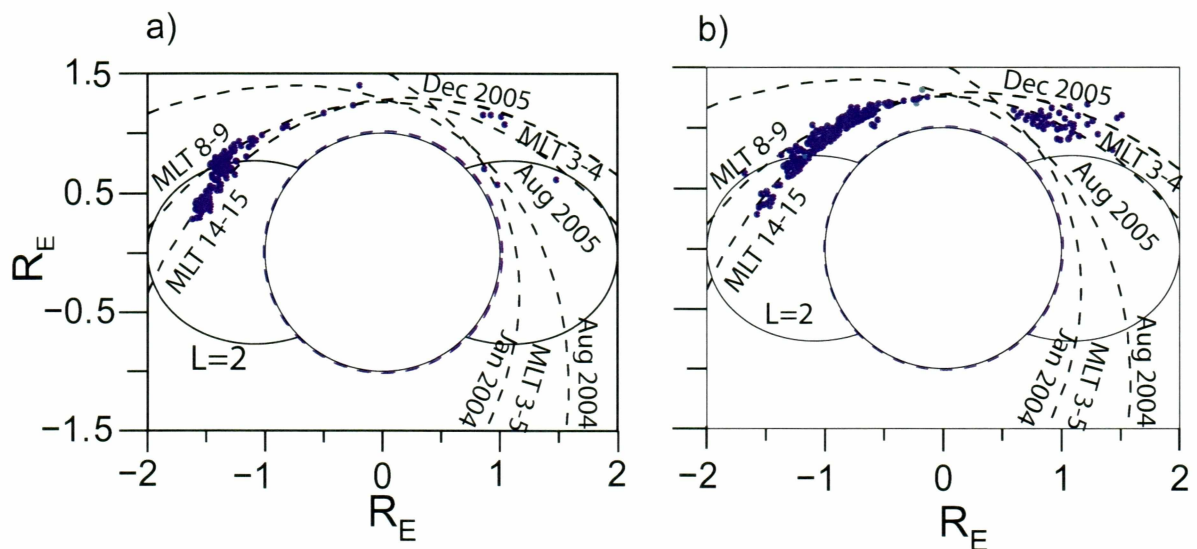 a)
1.5
0.5
−0.5
−1.5
R_E
−2
−1
0
1
2
R_E
MLT 8-9
MLT 14-15
L=2
Dec 2005
MLT 3-4
Aug 2005
Jan 2004
MLT 3-5
Aug 2004
b)
−2
−1
0
1
2
R_E
MLT 8-9
MLT 14-15
L=2
Dec 2005
MLT 3-4
Aug 2005
Jan 2004
MLT 3-5
Aug 2004